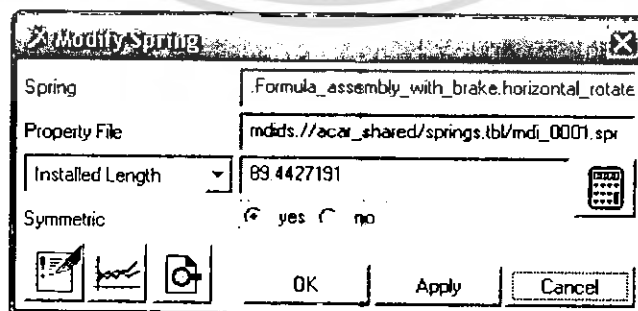 Modify Spring
Spring .Formula_assembly_with_brake.horizontal_rotate
Property File mdids://acar_shared/springs.tbl/mdi_0001.spr
Installed Length 89.4427191
Symmetric yes no
OK Apply Cancel